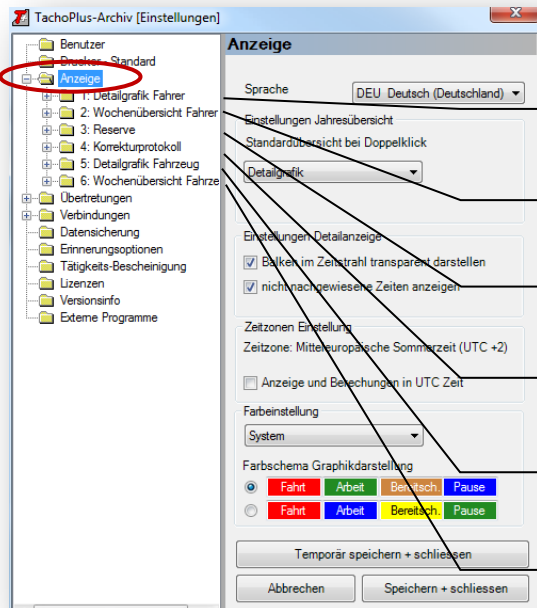 TachoPlus-Archiv [Einstellungen]
Benutzer
Drucker - Standard
Anzeige
1: Detailgrafik Fahrer
2: Wochenübersicht Fahrer
3: Reserve
4: Korrekturprotokoll
5: Detailgrafik Fahrzeug
6: Wochenübersicht Fahrze
Übertretungen
Verbindungen
Datensicherung
Erinnerungsoptionen
Tätigkeits-Bescheinigung
Lizenzen
Versionsinfo
Externe Programme
Anzeige
Sprache
DEU Deutsch (Deutschland)
Einstellungen Jahresübersicht
Standardübersicht bei Doppelklick
Detailgrafik
Einstellungen Detailanzeige
Balken im Zeitstrahl transparent darstellen
nicht nachgewiesene Zeiten anzeigen
Zeitzonen Einstellung
Zeitzone: Mitteleuropäische Sommerzeit (UTC +2)
Anzeige und Berechungen in UTC Zeit
Farbeinstellung
System
Farbschema Graphikdarstellung
Fahrt Arbeit Bereitsch. Pause
Fahrt Arbeit Bereitsch. Pause
Temporär speichern + schliessen
Abbrechen
Speichern + schliessen